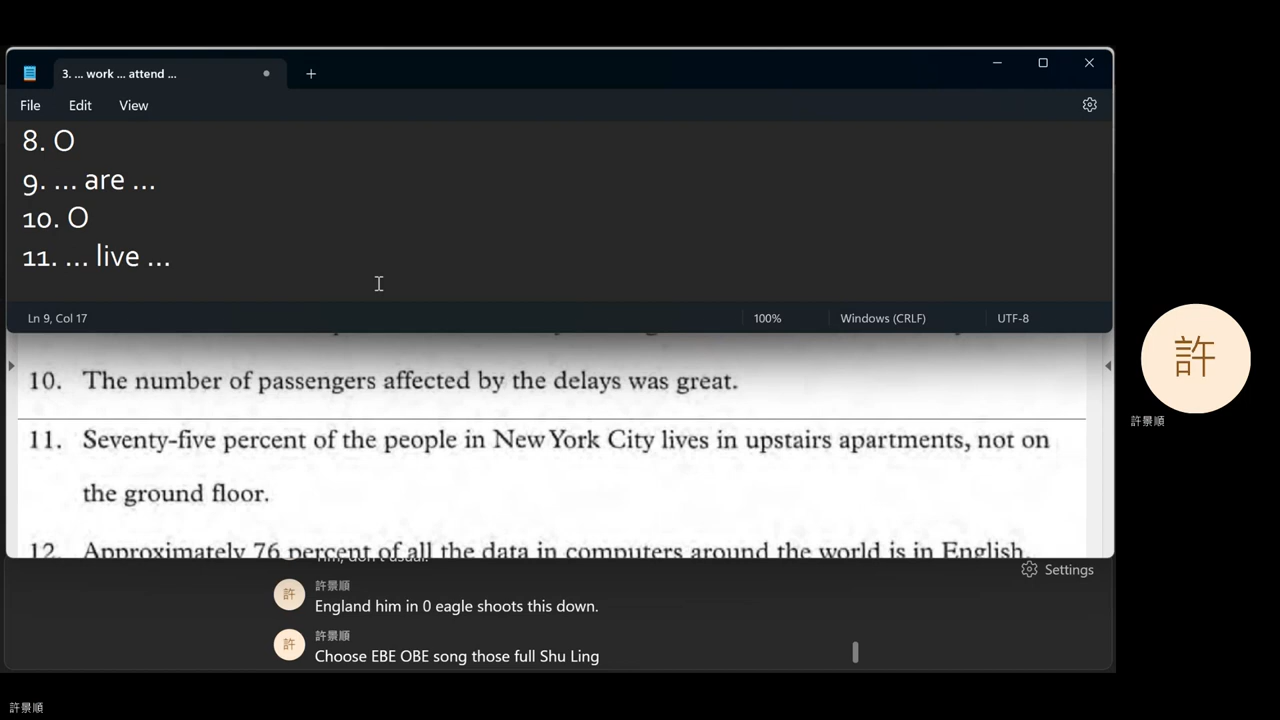 3. ... work ... attend ...
File Edit View
8. O
9. ... are ...
10. O
11. ... live ...
Ln 9, Col 17 100% Windows (CRLF) UTF-8
10. The number of passengers affected by the delays was great.
11. Seventy-five percent of the people in New York City lives in upstairs apartments, not on
the ground floor.
12. Approximately 76 percent of all the data in computers around the world is in English.
Settings
許 許景順
England him in 0 eagle shoots this down.
許 許景順
Choose EBE OBE song those full Shu Ling
許
許景順
許景順